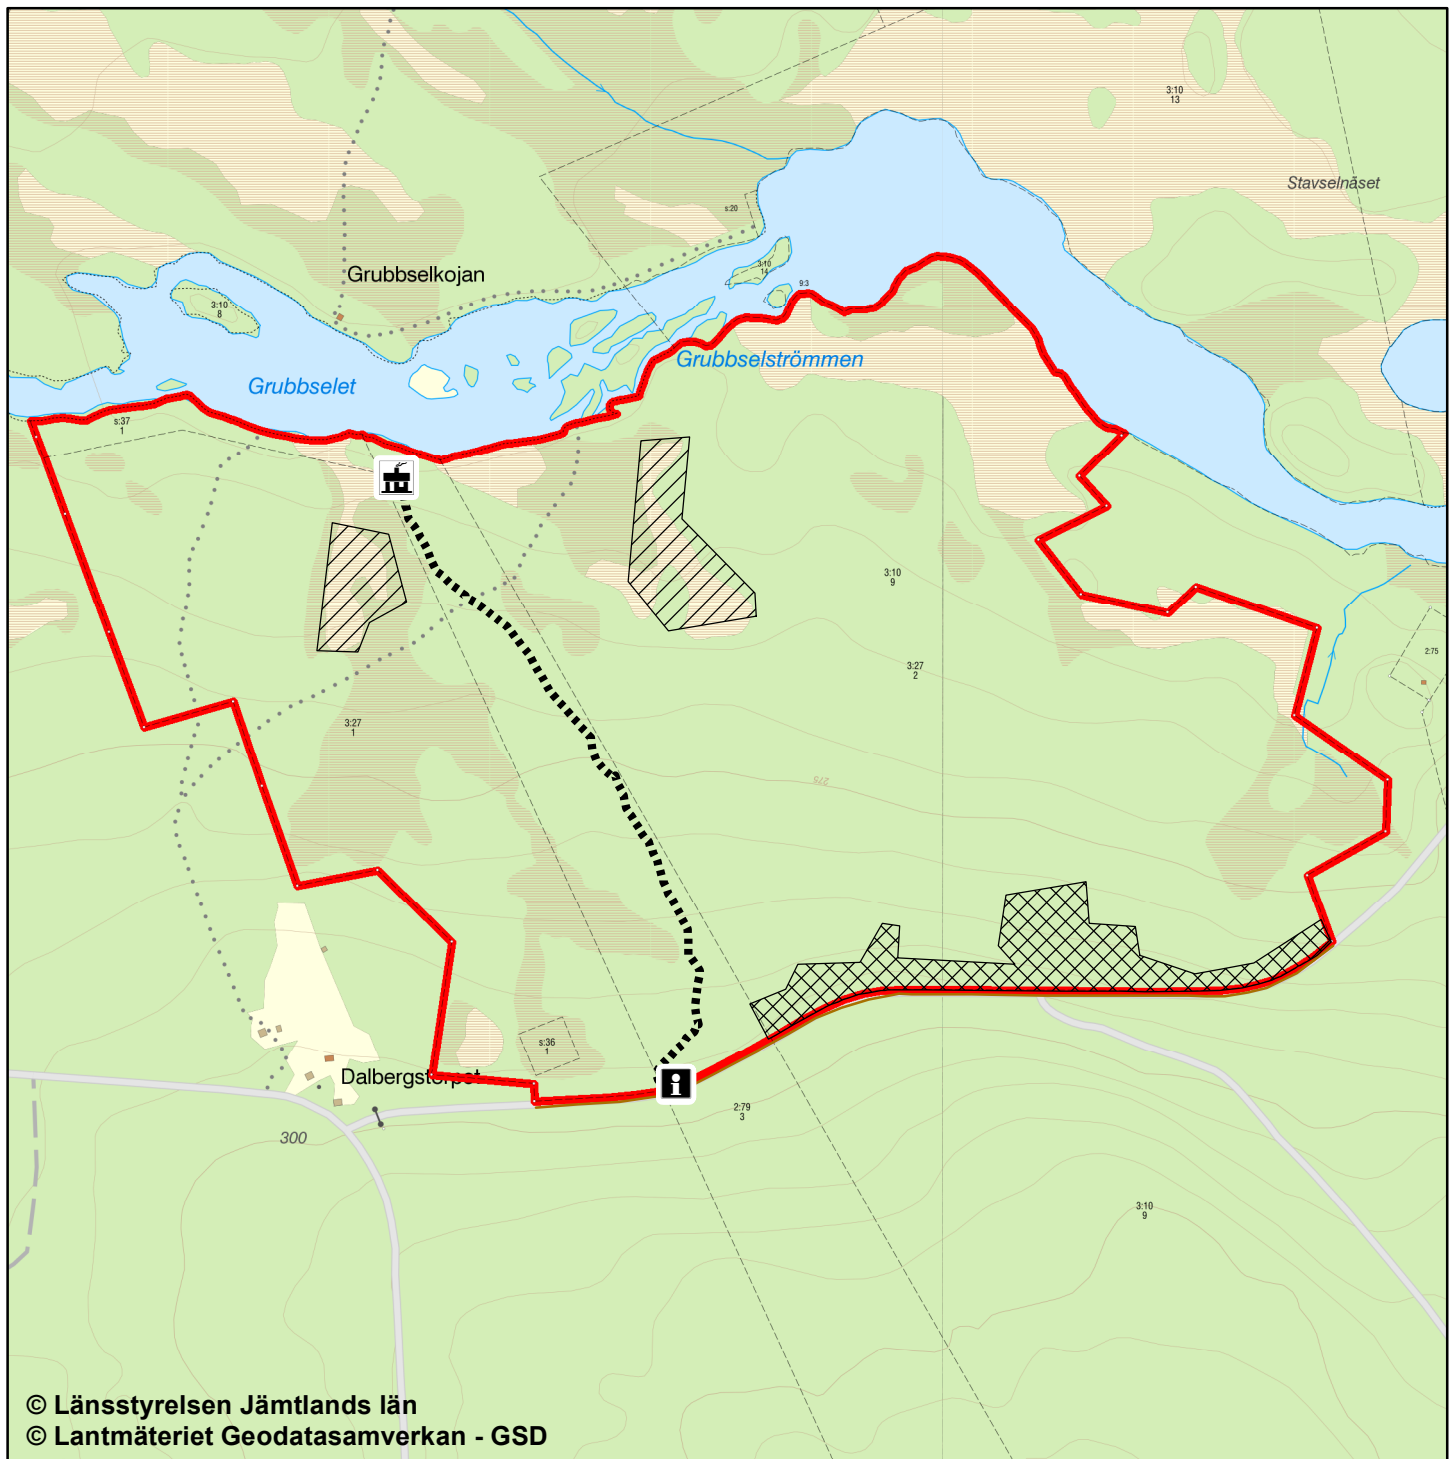 3:10
13
Stavselnäset
s:20
3:10
14
Grubbselkojan
9:3
3:10
8
Grubbselströmmen
Grubbselet
s:37
1
3:10
9
2:75
3:27
2
3:27
1
275
s:36
1
Dalbergstorpet
i
2:79
3
300
3:10
9
© Länsstyrelsen Jämtlands län
© Lantmäteriet Geodatasamverkan - GSD